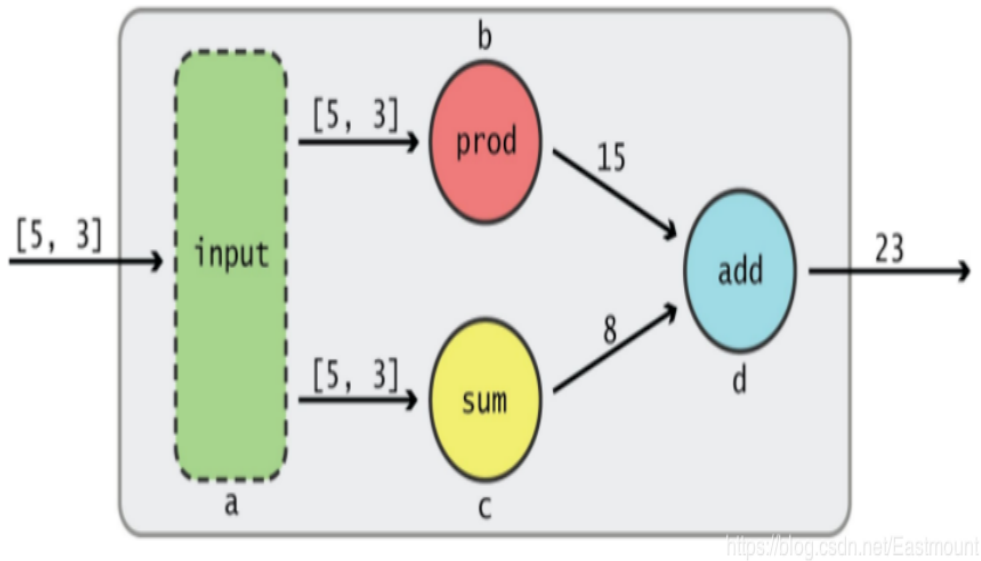 b
[5, 3]
prod
15
[5, 3]
input
add
23
8
d
[5, 3]
sum
a
c
https://blog.csdn.net/Eastmount